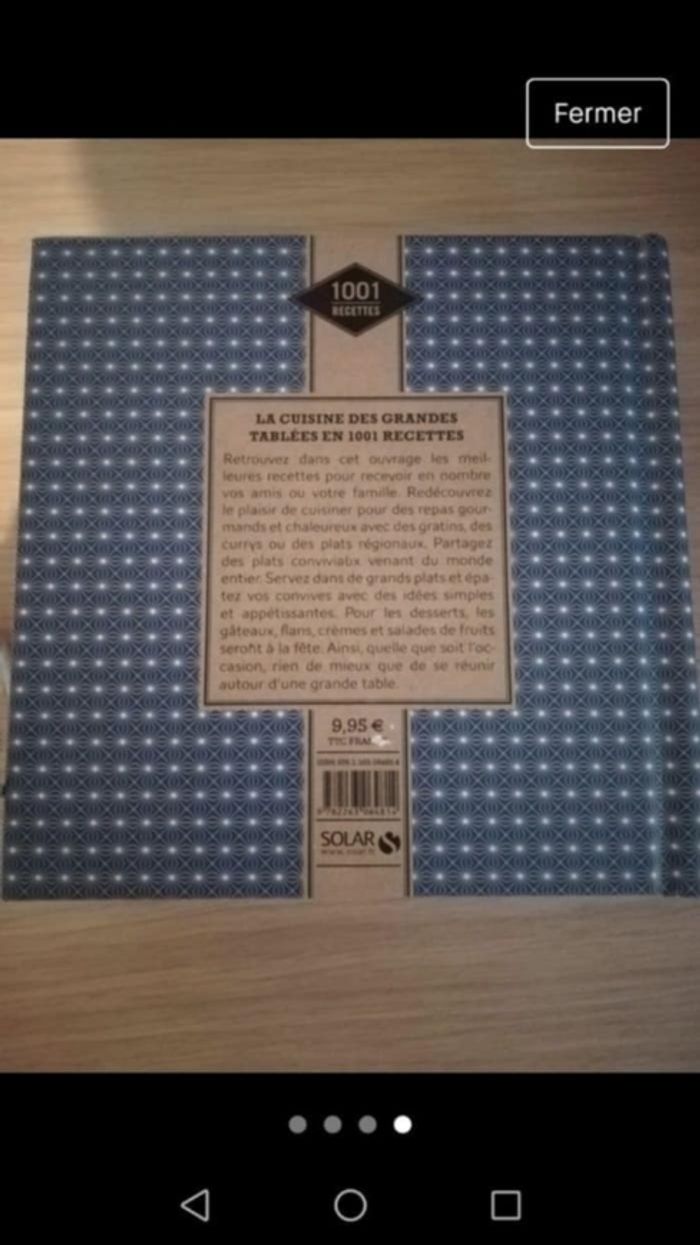 Fermer
1001
RECETTES
LA CUISINE DES GRANDES
TABLÉES EN 1001 RECETTES
Retrouvez dans cet ouvrage les meil-
leures recettes pour recevoir en nombre
vos amis ou votre famille. Redécouvrez
le plaisir de cuisiner pour des repas gour-
mands et chaleureux avec des gratins, des
currys ou des plats régionaux. Partagez
des plats conviviaux venant du monde
entier. Servez dans de grands plats et épa-
tez vos convives avec des idées simples
et appétissantes. Pour les desserts, les
gâteaux, flans, crèmes et salades de fruits
seront à la fête. Ainsi, quelle que soit l'oc-
casion, rien de mieux que de se réunir
autour d'une grande table.
9,95 €
TTC
SOLAR